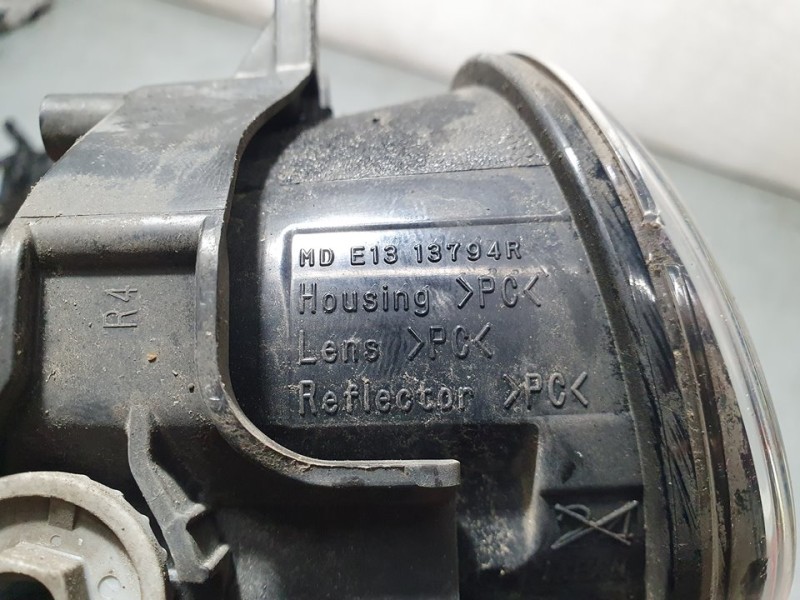 MD E13 13794R
Housing >PC<
Lens >PC<
Reflector >PC<
R4